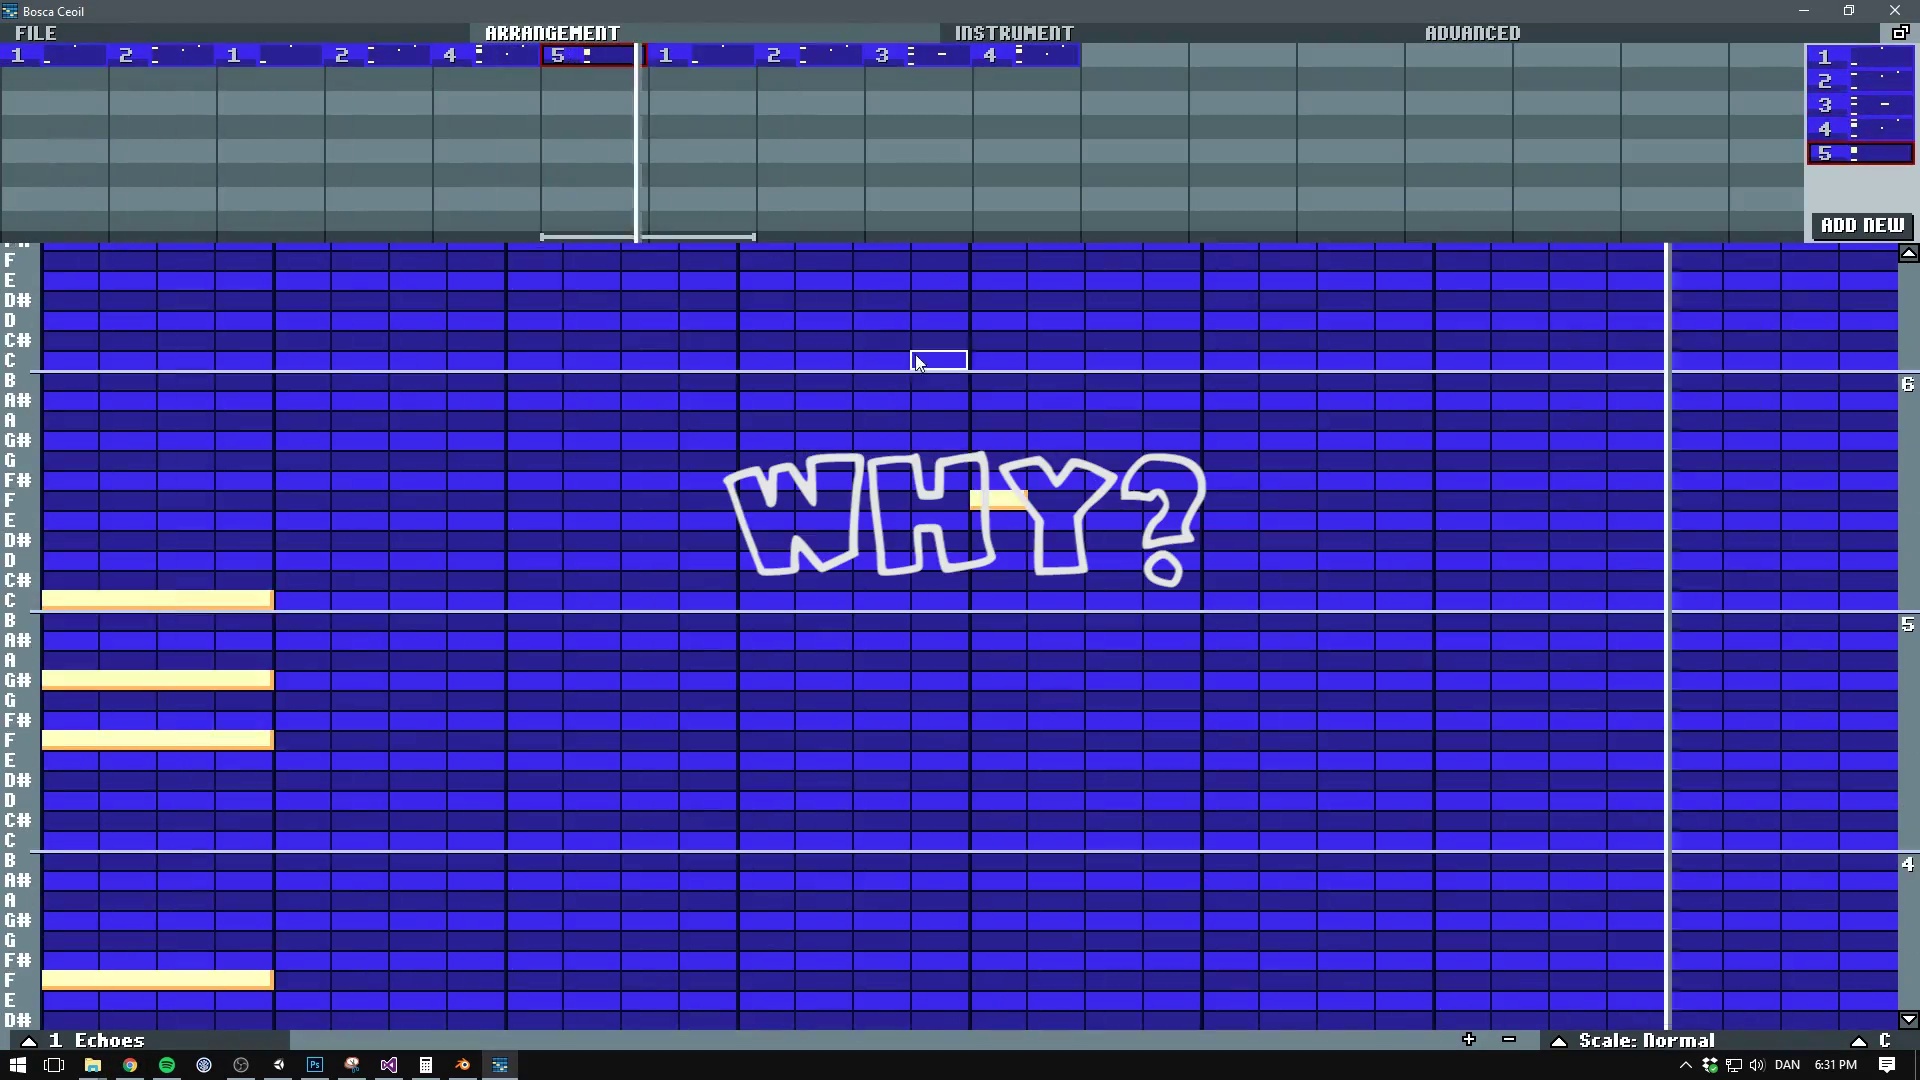 Bosca Ceoil
FILE ARRANGEMENT INSTRUMENT ADVANCED
1 2 1 2 4 5 1 2 3 4
1
2
3
4
5
ADD NEW
F
E
D#
D
C#
C
B
6
A#
A
G#
G
F#
F
E
D#
D
C#
C
WHY?
B
5
A#
A
G#
G
F#
F
E
D#
D
C#
C
B
4
A#
A
G#
G
F#
F
E
D#
1 Echoes + - Scale: Normal C
Ps DAN 6:31 PM